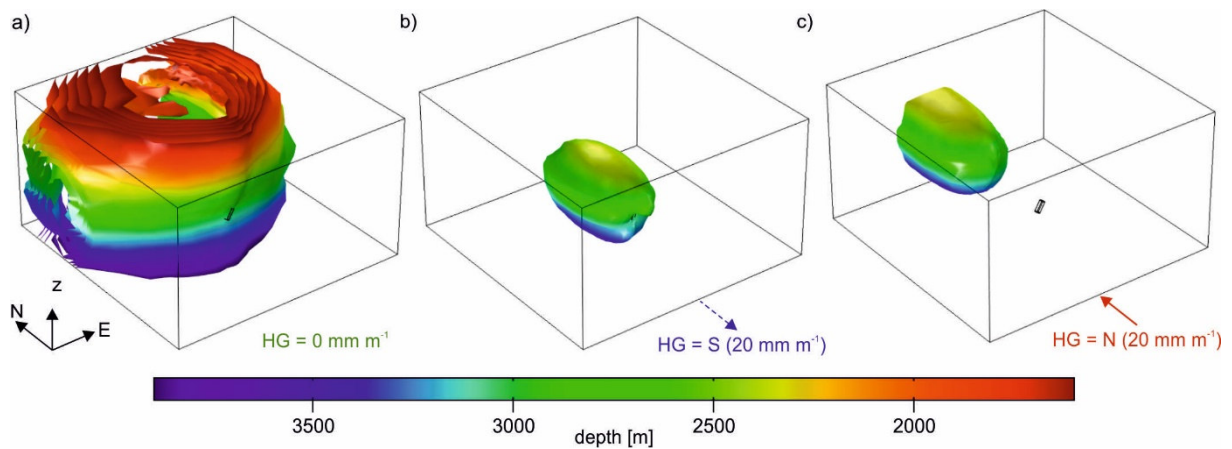 a)
b)
c)
z
N
E
HG = 0 mm m⁻¹
HG = S (20 mm m⁻¹)
HG = N (20 mm m⁻¹)
3500 3000 2500 2000
depth [m]